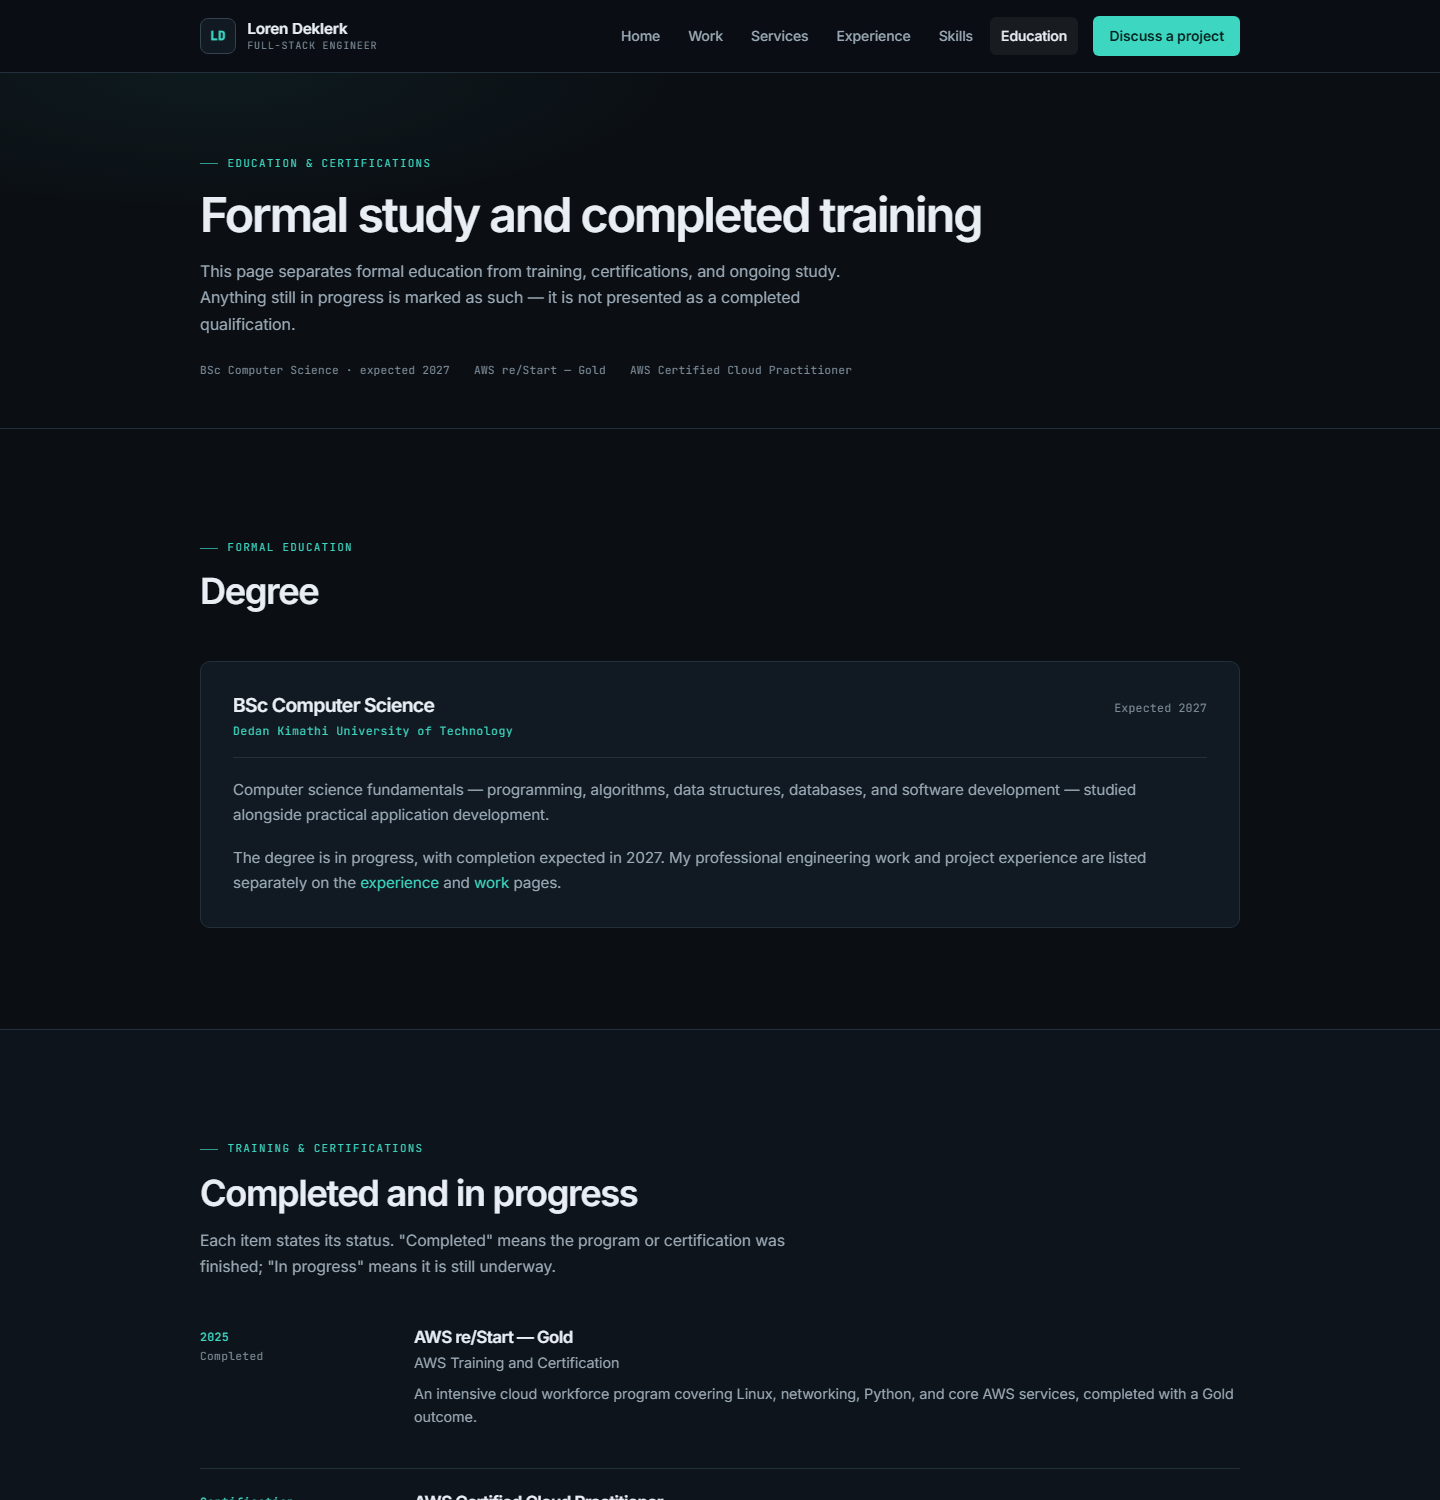 LD
Loren Deklerk
FULL-STACK ENGINEER
Home
Work
Services
Experience
Skills
Education
Discuss a project
EDUCATION & CERTIFICATIONS
Formal study and completed training
This page separates formal education from training, certifications, and ongoing study.
Anything still in progress is marked as such — it is not presented as a completed
qualification.
BSc Computer Science · expected 2027
AWS re/Start — Gold
AWS Certified Cloud Practitioner
FORMAL EDUCATION
Degree
BSc Computer Science
Expected 2027
Dedan Kimathi University of Technology
Computer science fundamentals — programming, algorithms, data structures, databases, and software development — studied
alongside practical application development.
The degree is in progress, with completion expected in 2027. My professional engineering work and project experience are listed
separately on the experience and work pages.
TRAINING & CERTIFICATIONS
Completed and in progress
Each item states its status. "Completed" means the program or certification was
finished; "In progress" means it is still underway.
2025
Completed
AWS re/Start — Gold
AWS Training and Certification
An intensive cloud workforce program covering Linux, networking, Python, and core AWS services, completed with a Gold
outcome.
Certification
AWS Certified Cloud Practitioner